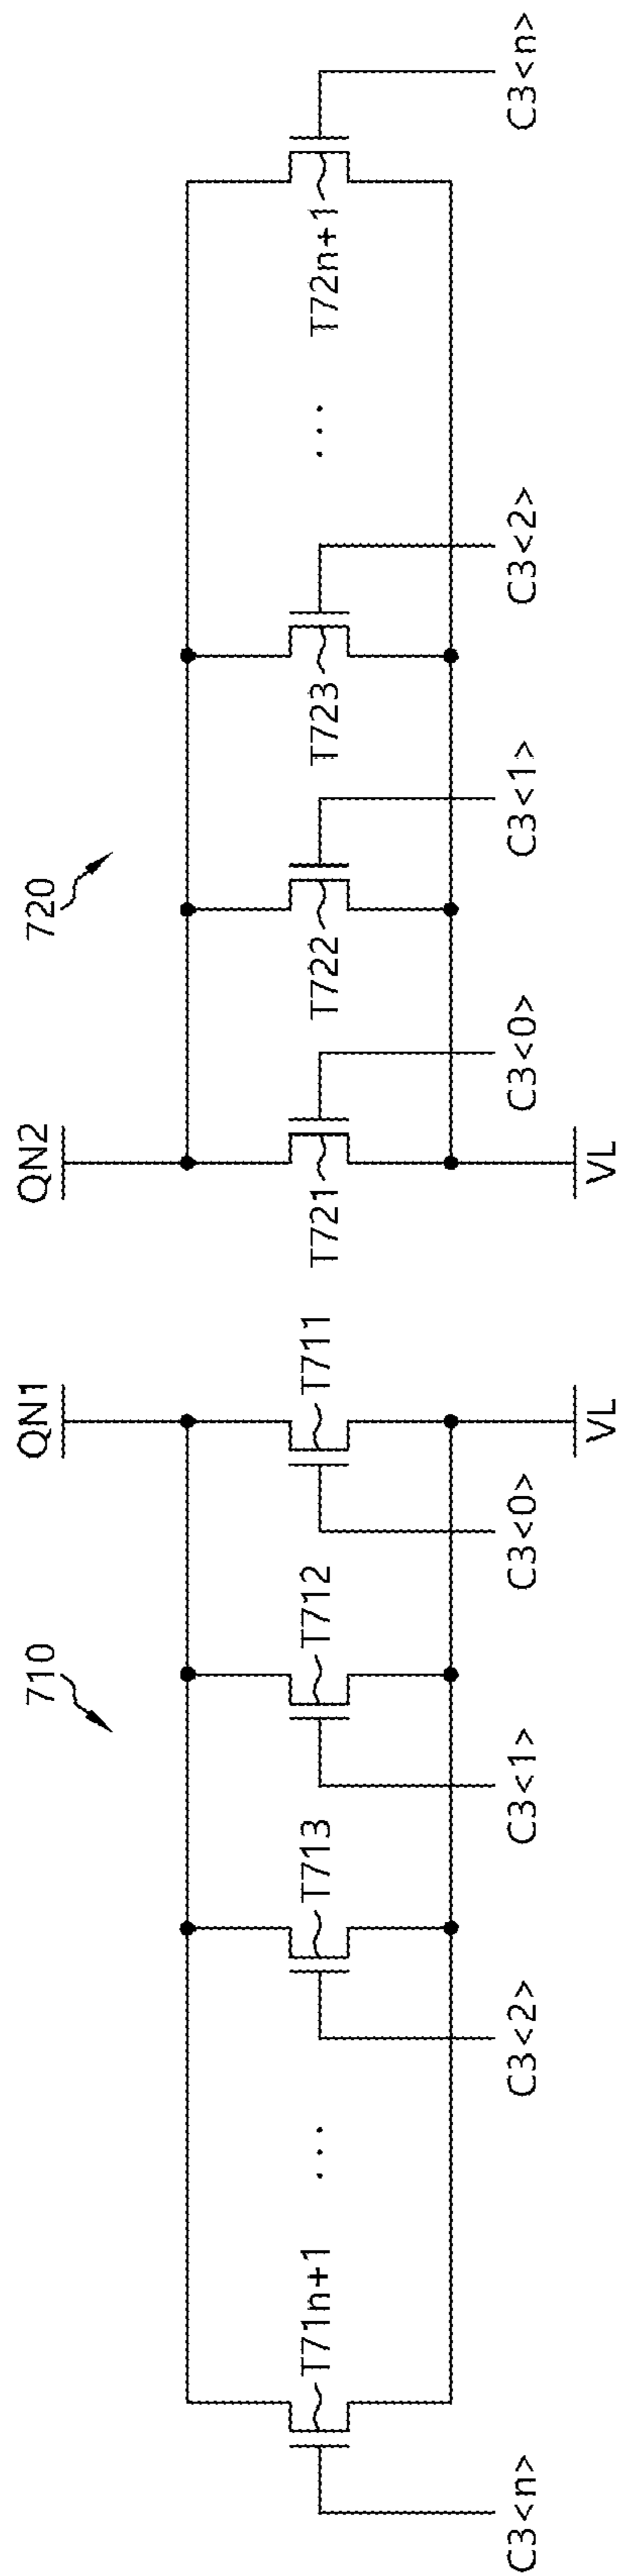 710
720
QN1
QN2
T71n+1
T713
T712
T711
T721
T722
T723
T72n+1
...
...
C3<n>
C3<2>
C3<1>
C3<0>
C3<0>
C3<1>
C3<2>
C3<n>
VL
VL